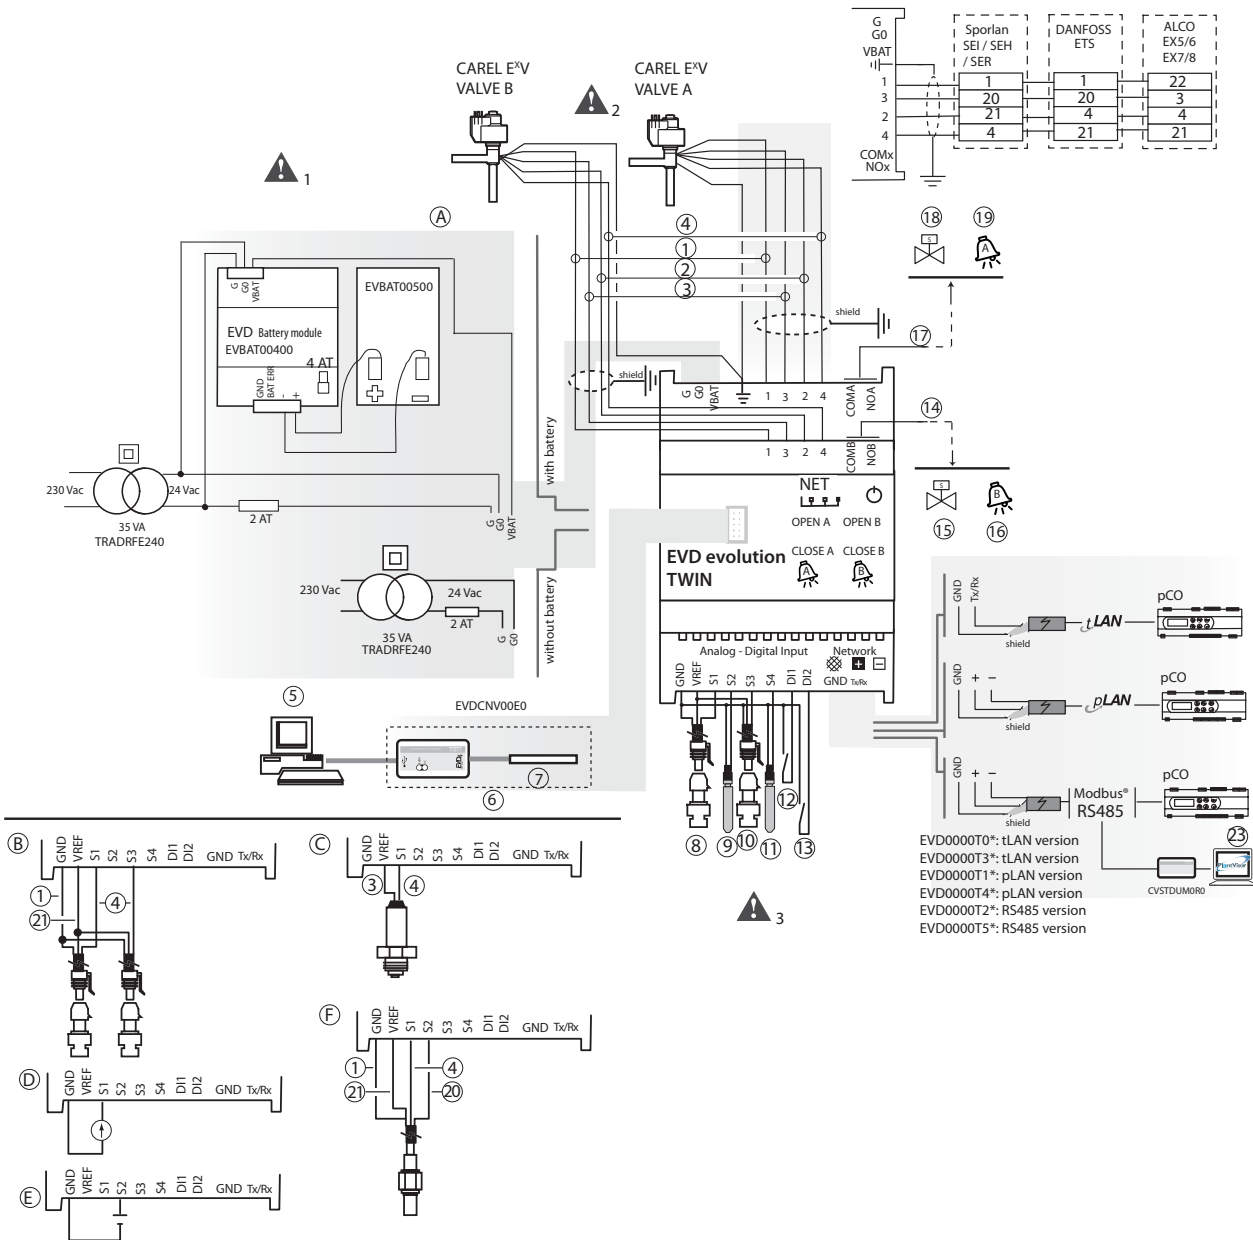 CAREL EˣV
VALVE B
CAREL EˣV
VALVE A
2
1
G
G0
VBAT
1
3
2
4
COMx
NOx
Sporlan
SEI / SEH
/ SER
1
20
21
4
DANFOSS
ETS
1
20
4
21
ALCO
EX5/6
EX7/8
22
3
4
21
18
19
S
A
A
G
G0
VBAT
EVD Battery module
EVBAT00400
4 AT
GND
BAT ERR
-
+
EVBAT00500
4
1
2
3
shield
shield
17
14
with battery
without battery
230 Vac
24 Vac
35 VA
TRADRFE240
2 AT
G
G0
VBAT
230 Vac
24 Vac
2 AT
35 VA
TRADRFE240
G
G0
G
G0
VBAT
1 3 2 4
COMA
NOA
1 3 2 4
COMB
NOB
NET
OPEN A OPEN B
CLOSE A CLOSE B
A B
EVD evolution
TWIN
S
B
15
16
Analog - Digital Input Network
GND
VREF
S1
S2
S3
S4
DI1
DI2
GND Tx/Rx
5
EVDCNV00E0
EVD4
7
6
8
9
10
11
12
13
3
GND
Tx/Rx
shield
tLAN
pCO
GND
+
−
shield
pLAN
pCO
GND
+
−
shield
Modbus®
RS485
pCO
23
PlantVisor
CVSTDUM0R0
EVD0000T0*: tLAN version
EVD0000T3*: tLAN version
EVD0000T1*: pLAN version
EVD0000T4*: pLAN version
EVD0000T2*: RS485 version
EVD0000T5*: RS485 version
B
GND
VREF
S1
S2
S3
S4
DI1
DI2
GND Tx/Rx
1
4
21
C
GND
VREF
S1
S2
S3
S4
DI1
DI2
GND Tx/Rx
3
4
D
GND
VREF
S1
S2
S3
S4
DI1
DI2
GND Tx/Rx
E
GND
VREF
S1
S2
S3
S4
DI1
DI2
GND Tx/Rx
F
GND
VREF
S1
S2
S3
S4
DI1
DI2
GND Tx/Rx
1
4
21
20